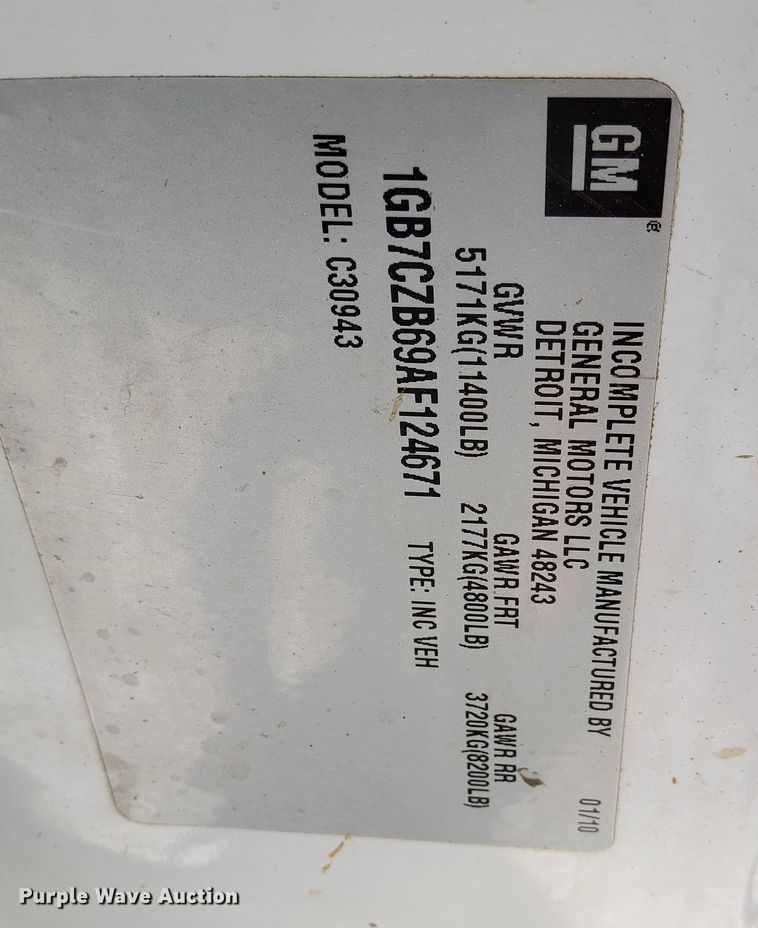 GM
INCOMPLETE VEHICLE MANUFACTURED BY
GENERAL MOTORS LLC
DETROIT, MICHIGAN 48243
01/10
GVWR GAWR FRT GAWR RR
5171KG(11400LB) 2177KG(4800LB) 3720KG(8200LB)
1GB7CZB69AF124671 TYPE: INC VEH
MODEL: C30943
Purple Wave Auction